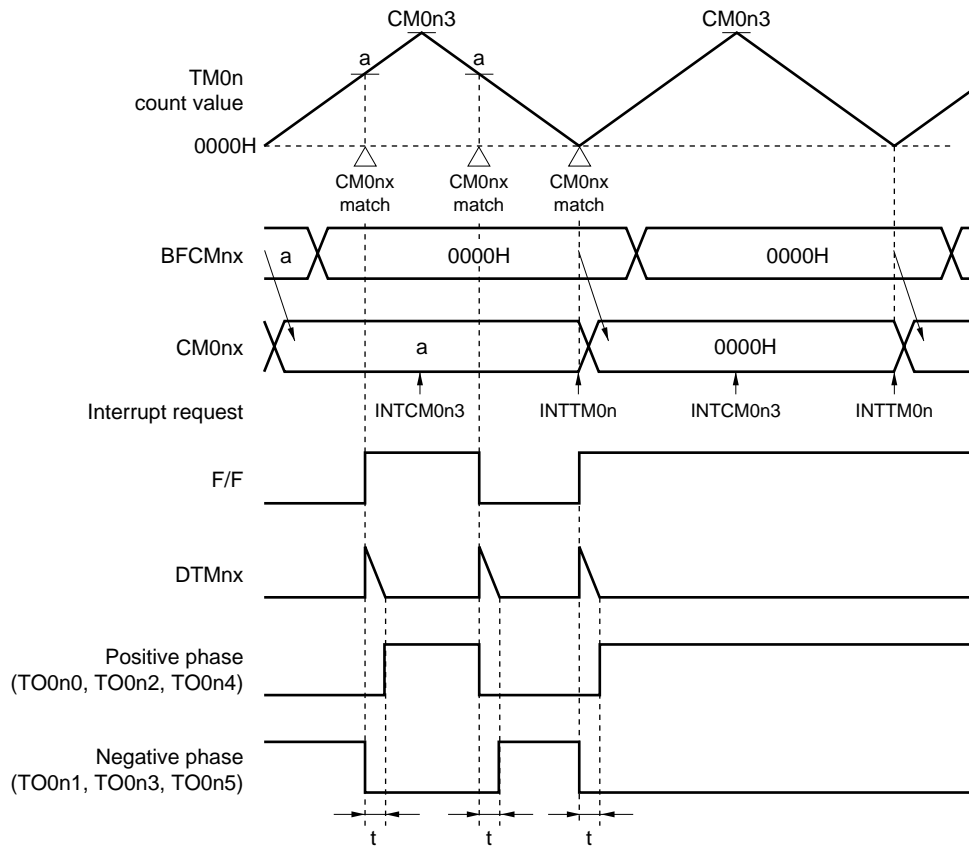 CM0n3 CM0n3
a a
TM0n
count value
0000H
CM0nx CM0nx CM0nx
match match match
BFCMnx a 0000H 0000H
CM0nx a 0000H
Interrupt request INTCM0n3 INTTM0n INTCM0n3 INTTM0n
F/F
DTMnx
Positive phase
(TO0n0, TO0n2, TO0n4)
Negative phase
(TO0n1, TO0n3, TO0n5)
t t t